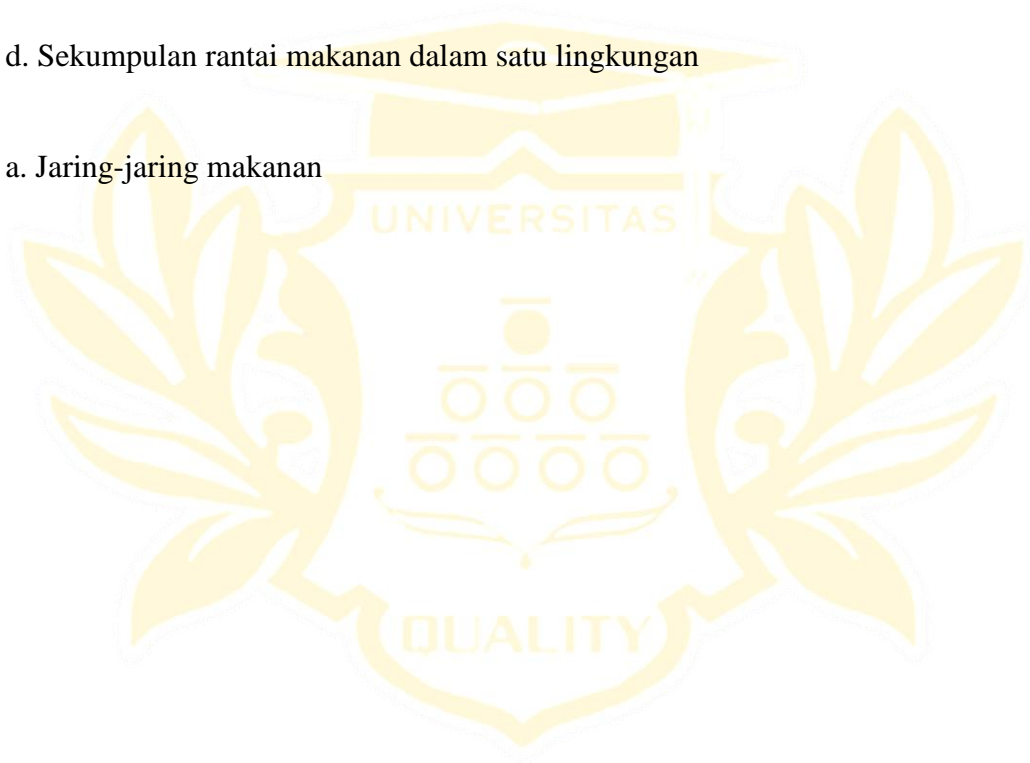 d. Sekumpulan rantai makanan dalam satu lingkungan
a. Jaring-jaring makanan
UNIVERSITAS
QUALITY